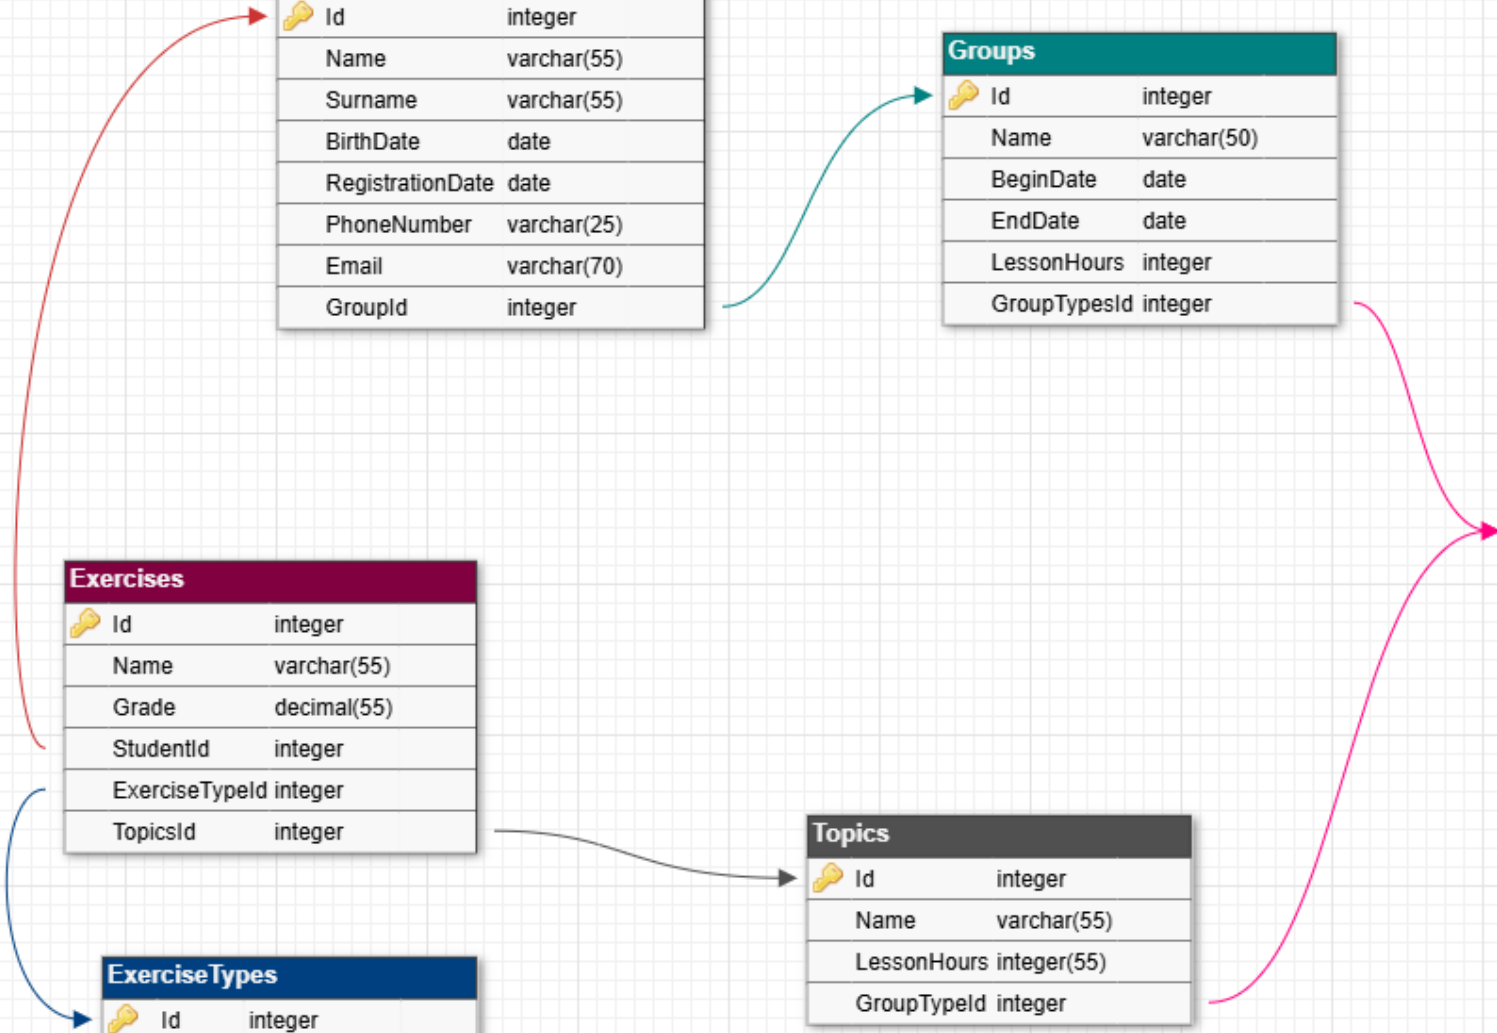 Id integer
Name varchar(55)
Surname varchar(55)
BirthDate date
RegistrationDate date
PhoneNumber varchar(25)
Email varchar(70)
GroupId integer
Groups
Id integer
Name varchar(50)
BeginDate date
EndDate date
LessonHours integer
GroupTypesId integer
Exercises
Id integer
Name varchar(55)
Grade decimal(55)
StudentId integer
ExerciseTypeId integer
TopicsId integer
Topics
Id integer
Name varchar(55)
LessonHours integer(55)
GroupTypeId integer
ExerciseTypes
Id integer